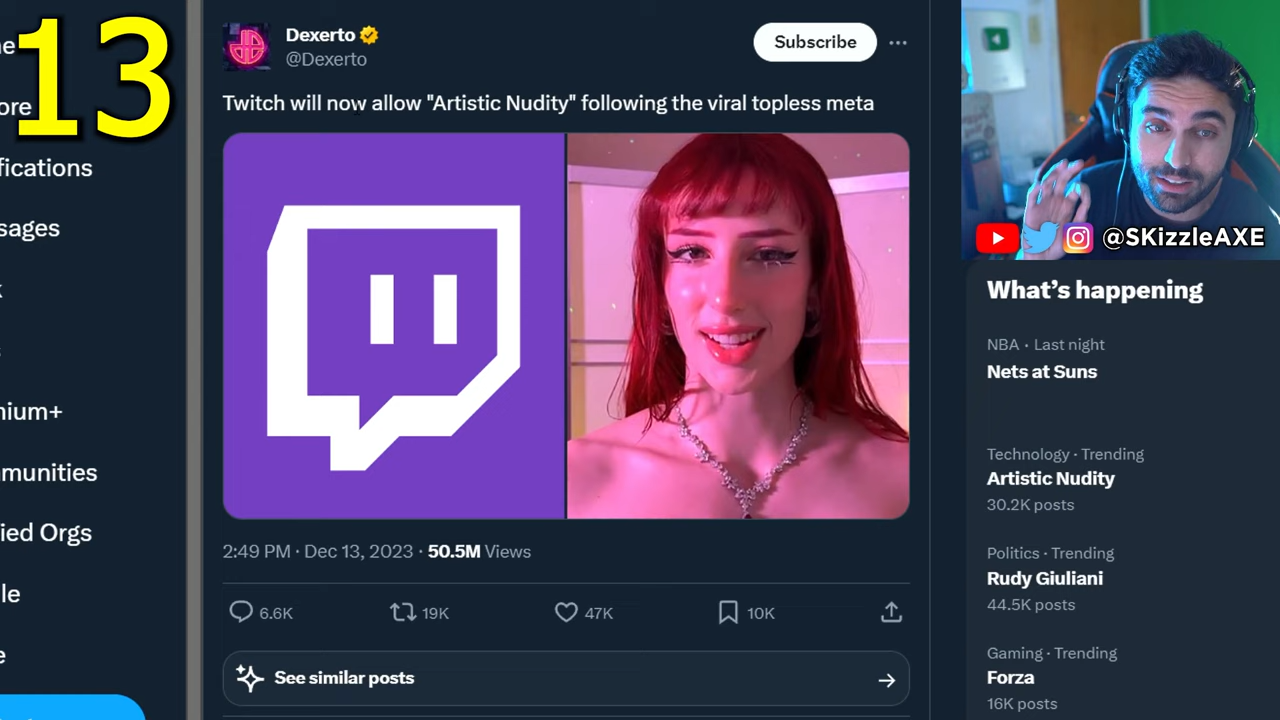 13
ore
fications
sages
nium+
munities
ied Orgs
le
e
Dexerto
@Dexerto
Subscribe
Twitch will now allow "Artistic Nudity" following the viral topless meta
2:49 PM · Dec 13, 2023 · 50.5M Views
6.6K
19K
47K
10K
See similar posts
@SKizzleAXE
What's happening
NBA · Last night
Nets at Suns
Technology · Trending
Artistic Nudity
30.2K posts
Politics · Trending
Rudy Giuliani
44.5K posts
Gaming · Trending
Forza
16K posts